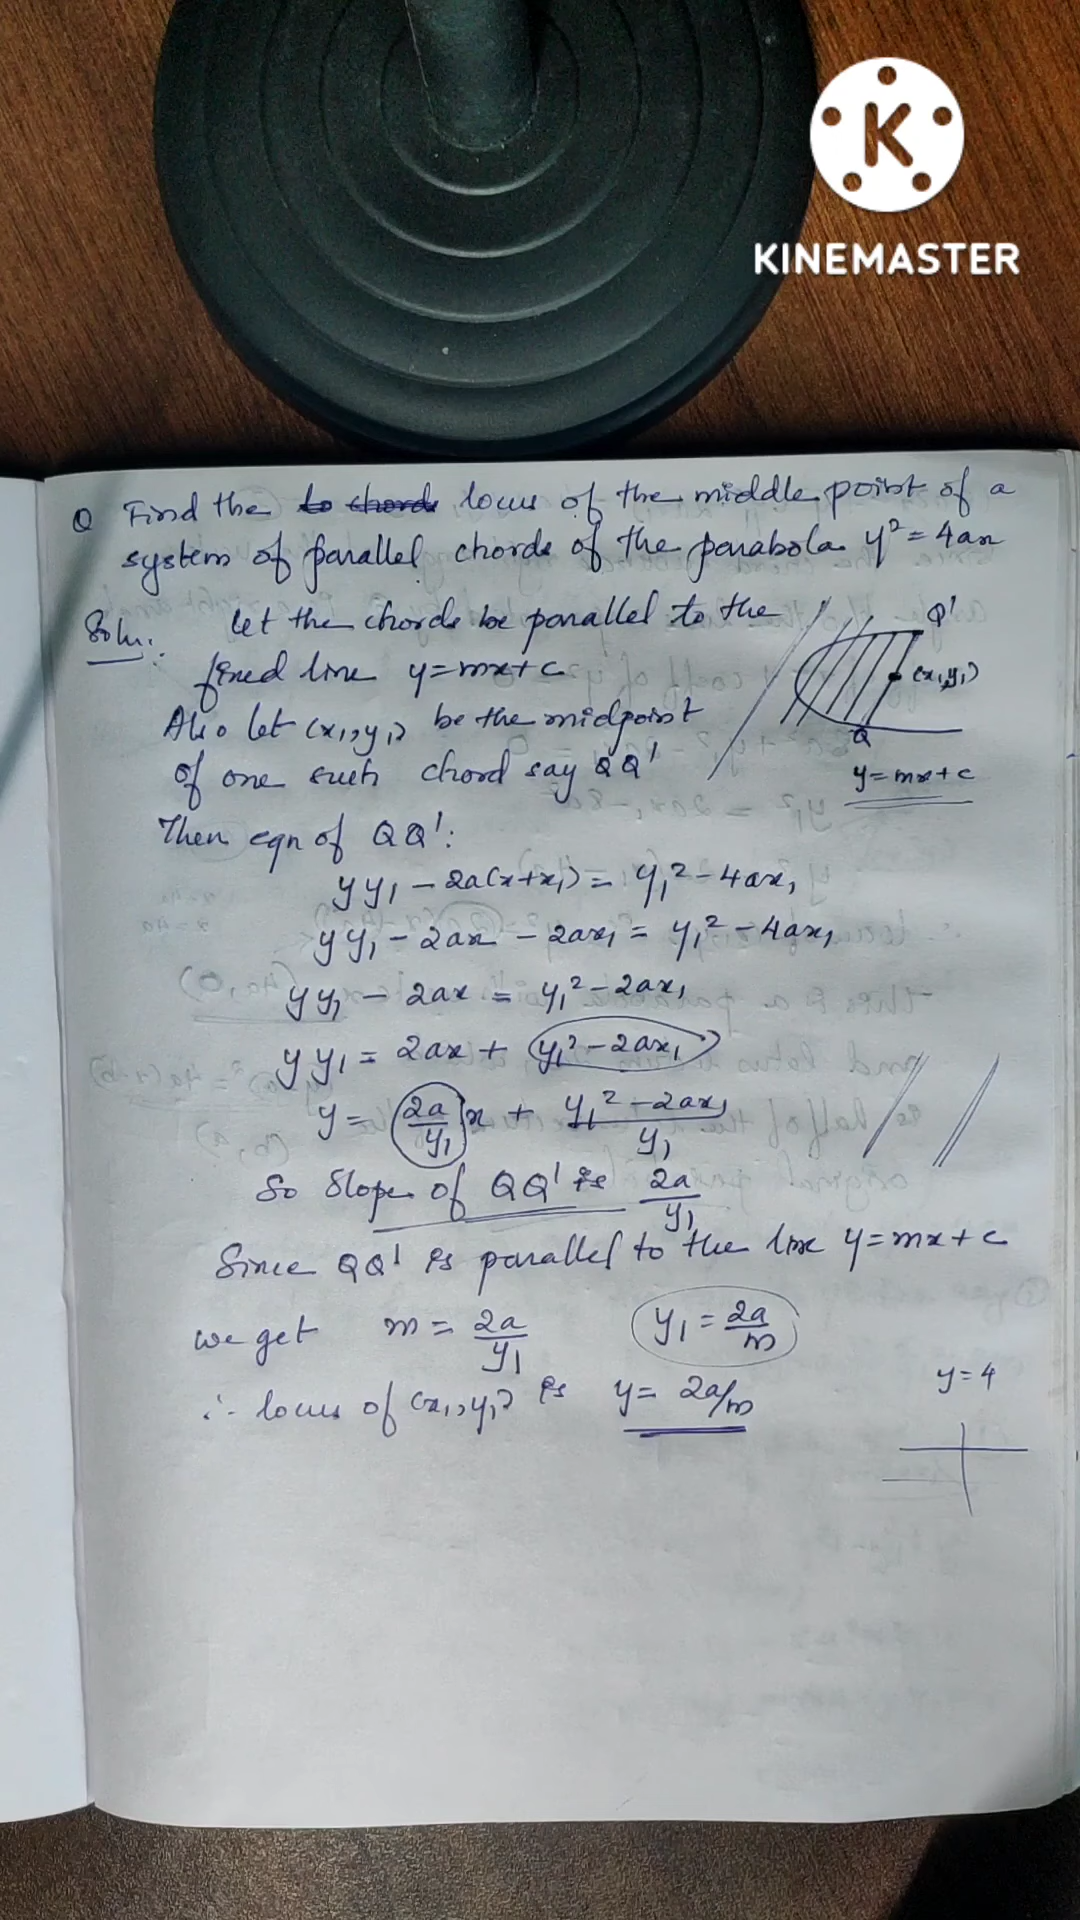 K
KINEMASTER
Q Find the to chords locus of the middle point of a
system of parallel chords of the parabola y² = 4ax
Soln: Let the chords be parallel to the
fixed line y=mx+c
Also let (x₁,y₁) be the midpoint
of one such chord say QQ'
Q'
(x₁,y₁)
Q
y=mx+c
Then eqn of QQ':
yy₁ - 2a(x+x₁) = y₁² - 4ax₁
yy₁ - 2ax - 2ax₁ = y₁² - 4ax₁
yy₁ - 2ax = y₁² - 2ax₁
yy₁ = 2ax + y₁² - 2ax₁
y = 2a/y₁ x + y₁² - 2ax₁/y₁
So slope of QQ' is 2a/y₁
Since QQ' is parallel to the line y=mx+c
we get m = 2a/y₁ y₁ = 2a/m
∴ locus of (x₁,y₁) is y = 2a/m
y=4